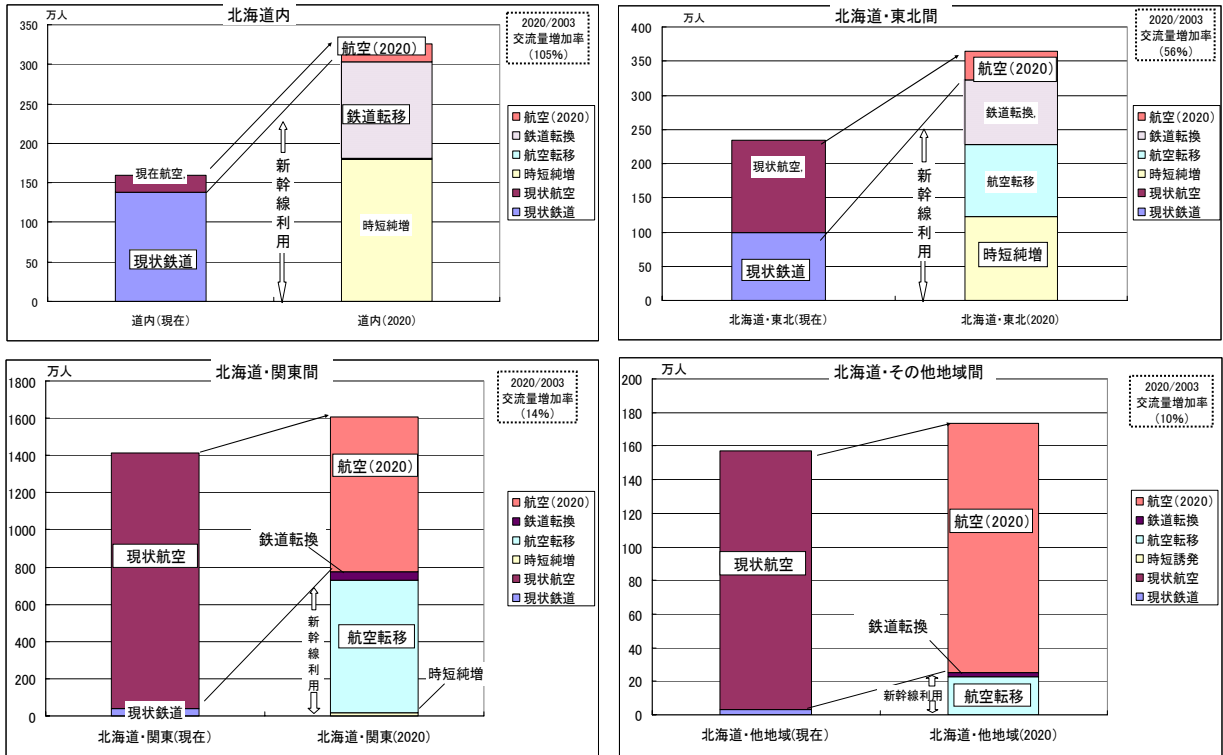 北海道内
万人
2020/2003
交流量増加率
(105%)
350
300
250
200
150
100
50
0
現在航空,
現状鉄道
航空(2020)
鉄道転移
時短純増
新幹線利用
道内(現在)
道内(2020)
航空(2020)
鉄道転換
航空転移
時短純増
現状航空
現状鉄道
北海道・東北間
万人
2020/2003
交流量増加率
(56%)
400
350
300
250
200
150
100
50
0
現状航空,
現状鉄道
航空(2020)
鉄道転換,
航空転移
時短純増
新幹線利用
北海道・東北(現在)
北海道・東北(2020)
航空(2020)
鉄道転換
航空転移
時短純増
現状航空
現状鉄道
北海道・関東間
万人
2020/2003
交流量増加率
(14%)
1800
1600
1400
1200
1000
800
600
400
200
0
現状航空
現状鉄道
航空(2020)
鉄道転換
航空転移
時短純増
新幹線利用
北海道・関東(現在)
北海道・関東(2020)
航空(2020)
鉄道転換
航空転移
時短純増
現状航空
現状鉄道
北海道・その他地域間
万人
2020/2003
交流量増加率
(10%)
200
180
160
140
120
100
80
60
40
20
0
現状航空
航空(2020)
鉄道転換
新幹線利用
航空転移
北海道・他地域(現在)
北海道・他地域(2020)
航空(2020)
鉄道転換
航空転移
時短誘発
現状航空
現状鉄道